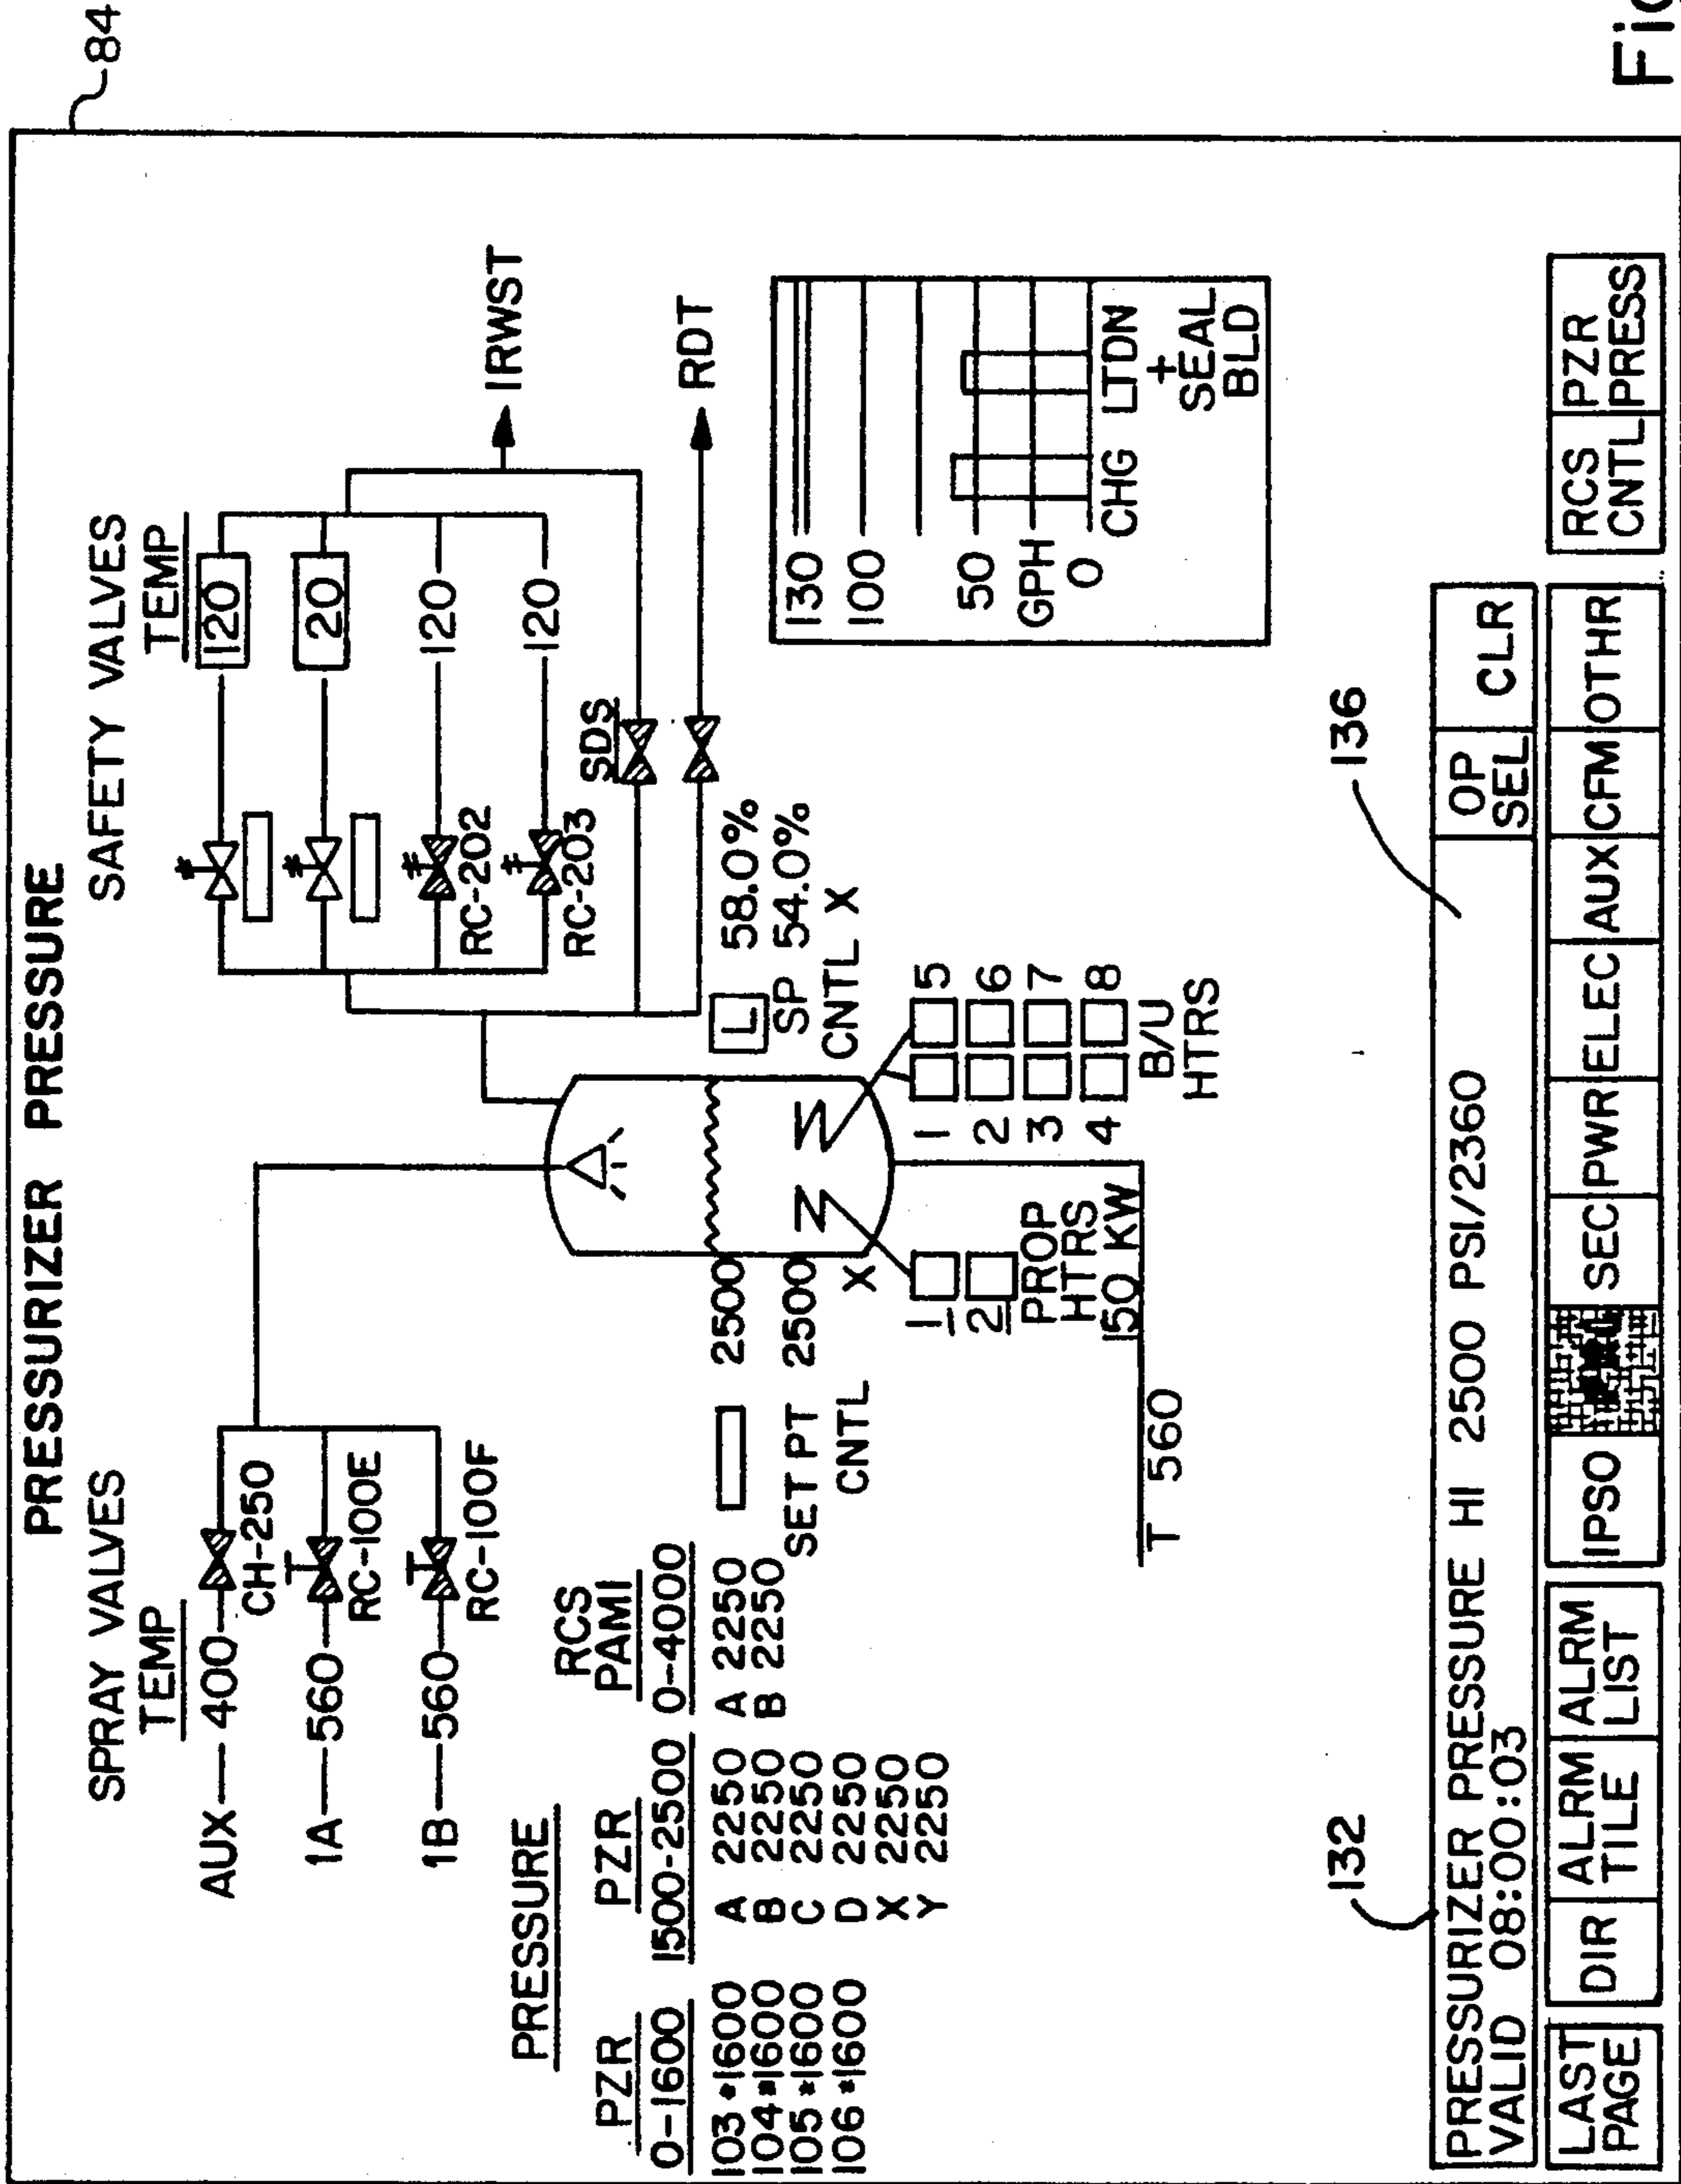 84
PRESSURIZER PRESSURE
SPRAY VALVES
TEMP
AUX 400
CH-250
1A 560
RC-100E
1B 560
RC-100F
SAFETY VALVES
TEMP
120
120
RC-202
120
RC-203
IRWST
SDS
RDT
PRESSURE
PZR
0-1600
103 *1600
104 *1600
105 *1600
106 *1600
PZR
1500-2500
A 2250
B 2250
C 2250
D 2250
X 2250
Y 2250
RCS
PAMI
0-4000
A 2250
B 2250
2500
SET PT 2500
CNTL X
L 58.0%
SP 54.0%
CNTL X
1
2
PROP
HTRS
150 KW
1 5
2 6
3 7
4 8
B/U
HTRS
T 560
130
100
50
GPH
0
CHG LTDN
+
SEAL
BLD
132
136
PRESSURIZER PRESSURE HI 2500 PSI/2360
VALID 08:00:03
OP
SEL
CLR
LAST
PAGE
DIR
ALRM
TILE
ALRM
LIST
IPSO
SEC
PWR
ELEC
AUX
CFM
OTHR
RCS
CNTL
PZR
PRESS